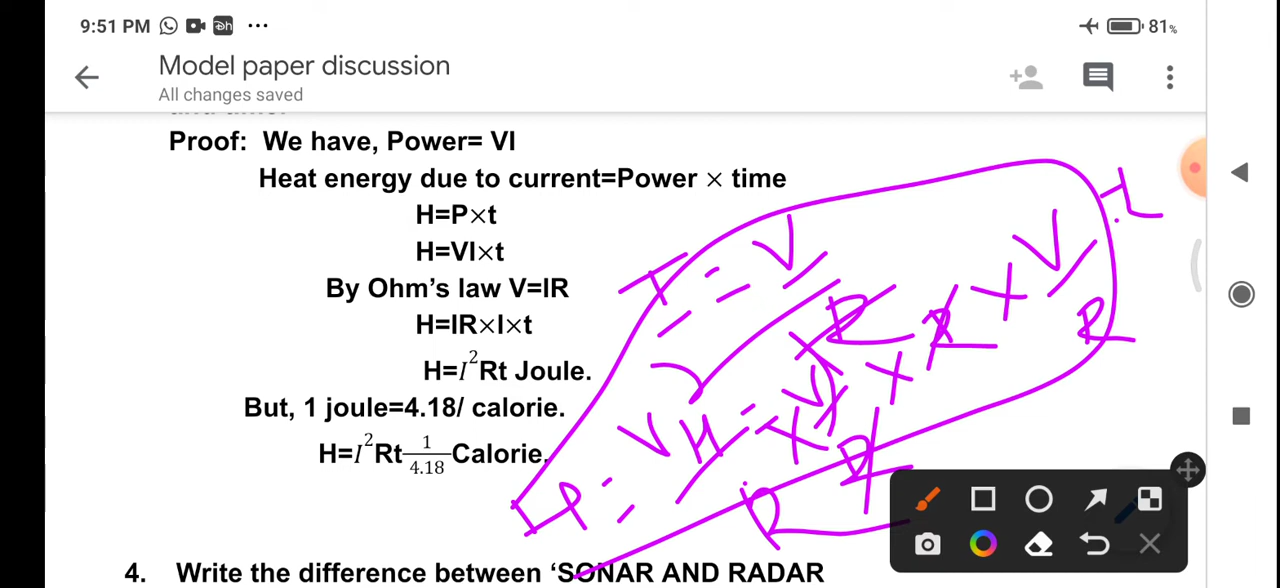 9:51 PM ...
81%
Model paper discussion
All changes saved
Proof: We have, Power= VI
Heat energy due to current=Power × time
H=P×t
H=VI×t
By Ohm's law V=IR
H=IR×I×t
H=I²Rt Joule.
But, 1 joule=4.18/ calorie.
H=I²Rt 1/4.18 Calorie.
I = V
R
4. Write the difference between ‘SONAR AND RADAR